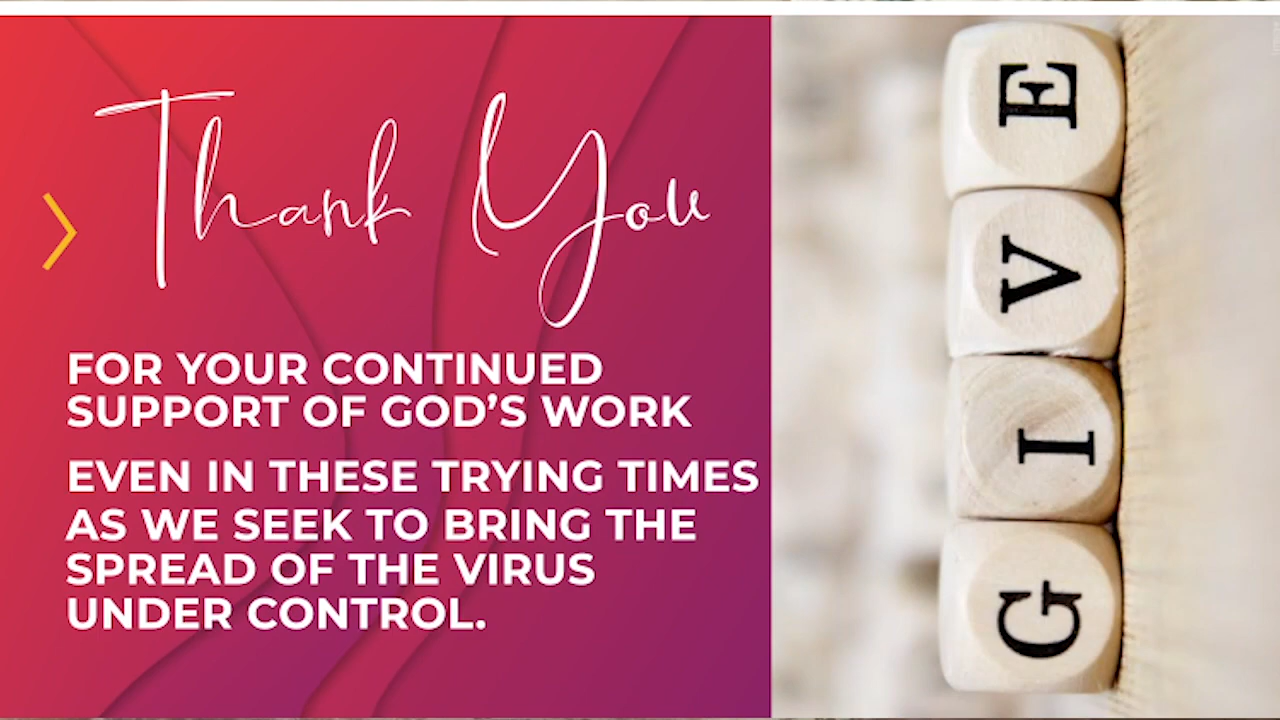 Thank You
FOR YOUR CONTINUED
SUPPORT OF GOD'S WORK
EVEN IN THESE TRYING TIMES
AS WE SEEK TO BRING THE
SPREAD OF THE VIRUS
UNDER CONTROL.
GIVE